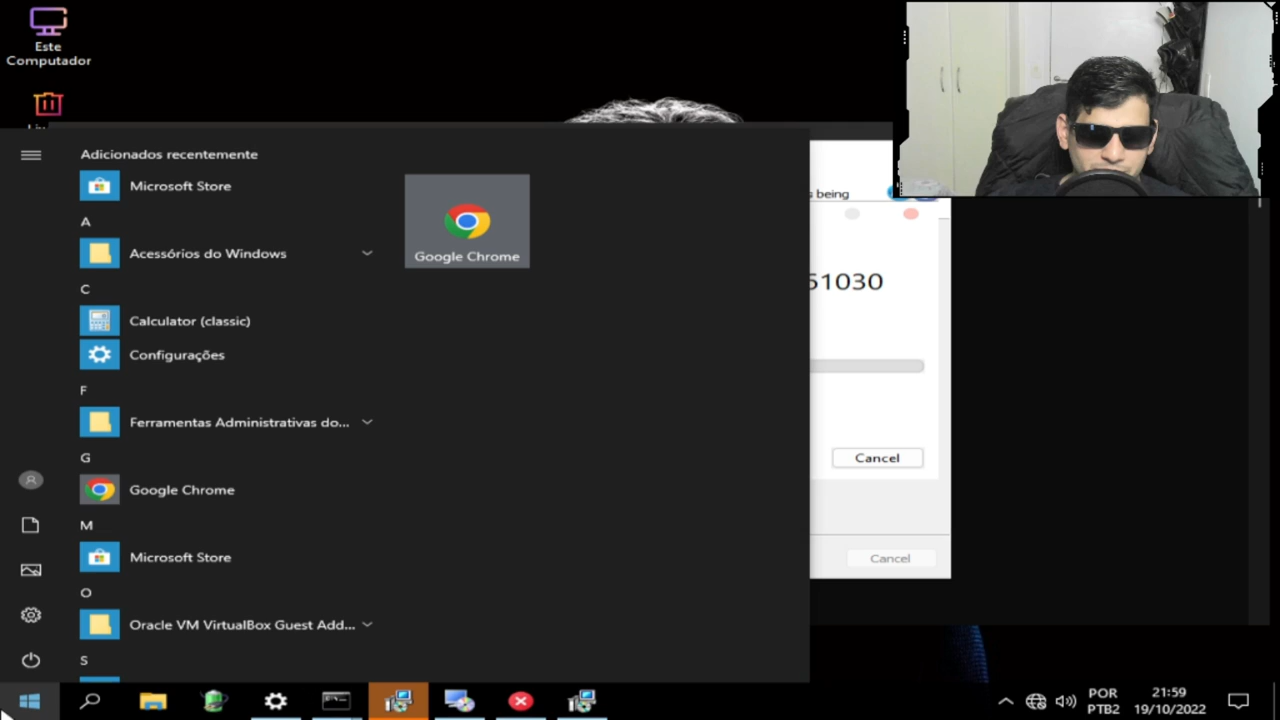 Este
Computador
Adicionados recentemente
Microsoft Store
A
Acessórios do Windows
C
Calculator (classic)
Configurações
F
Ferramentas Administrativas do...
G
Google Chrome
M
Microsoft Store
O
Oracle VM VirtualBox Guest Add...
S
Google Chrome
being
51030
Cancel
Cancel
POR
PTB2
21:59
19/10/2022